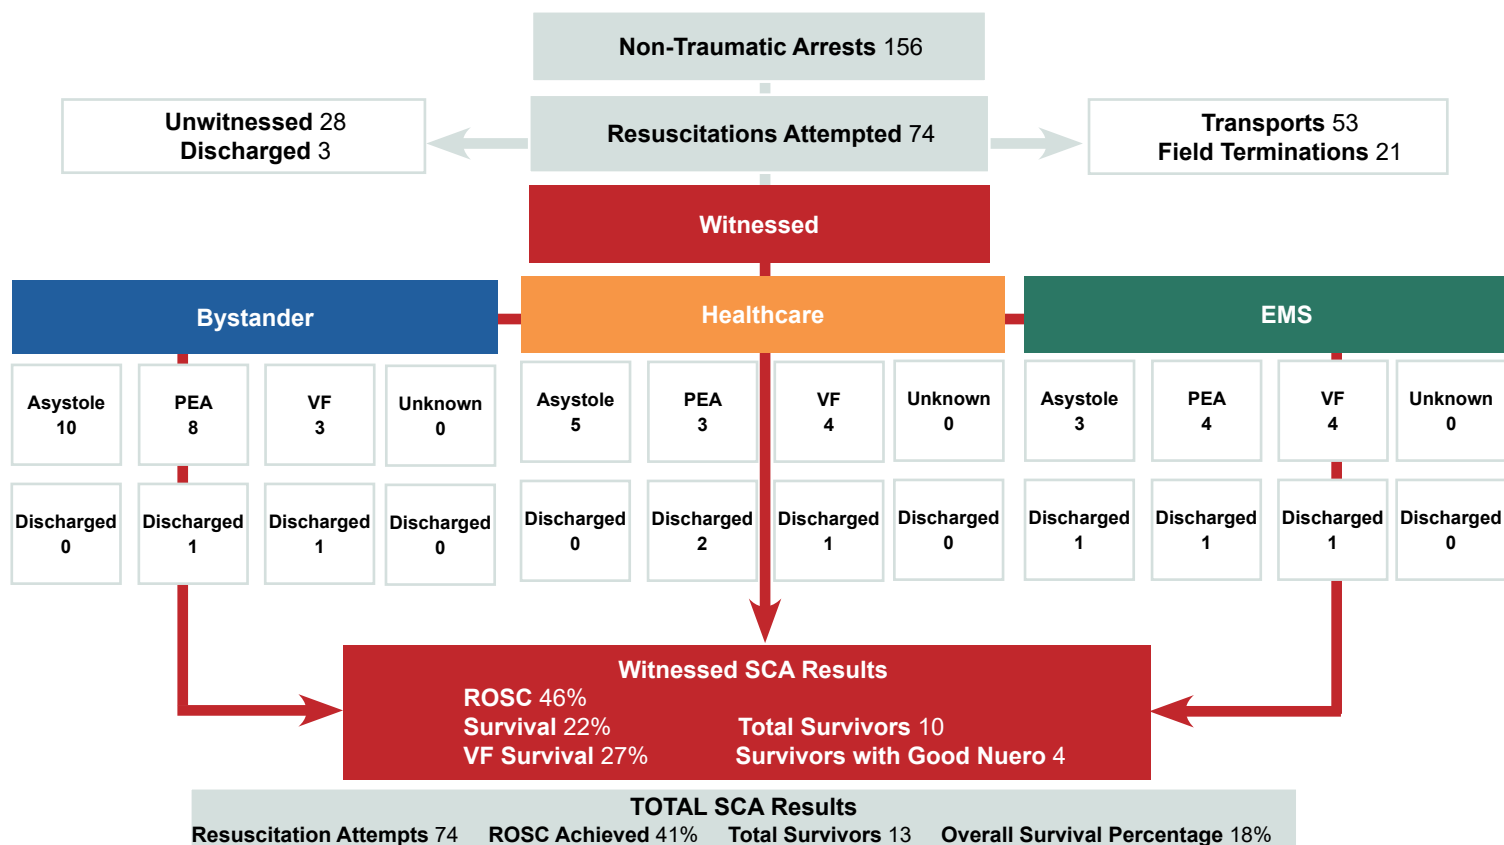 Non-Traumatic Arrests 156
Unwitnessed 28
Discharged 3
Resuscitations Attempted 74
Transports 53
Field Terminations 21
Witnessed
Bystander
Healthcare
EMS
Asystole
10
PEA
8
VF
3
Unknown
0
Asystole
5
PEA
3
VF
4
Unknown
0
Asystole
3
PEA
4
VF
4
Unknown
0
Discharged
0
Discharged
1
Discharged
1
Discharged
0
Discharged
0
Discharged
2
Discharged
1
Discharged
0
Discharged
1
Discharged
1
Discharged
1
Discharged
0
Witnessed SCA Results
ROSC 46%
Survival 22% Total Survivors 10
VF Survival 27% Survivors with Good Nuero 4
TOTAL SCA Results
Resuscitation Attempts 74 ROSC Achieved 41% Total Survivors 13 Overall Survival Percentage 18%